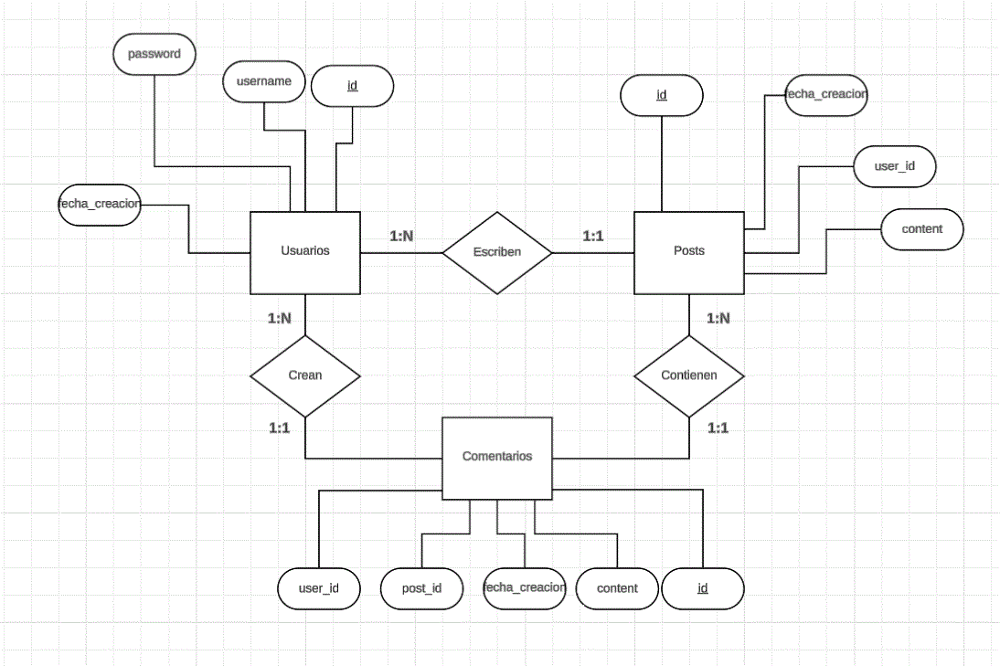 password
username
id
id
fecha_creacion
user_id
fecha_creacion
content
1:N
1:1
Usuarios
Escriben
Posts
1:N
1:N
Crean
Contienen
1:1
1:1
Comentarios
user_id
post_id
fecha_creacion
content
id